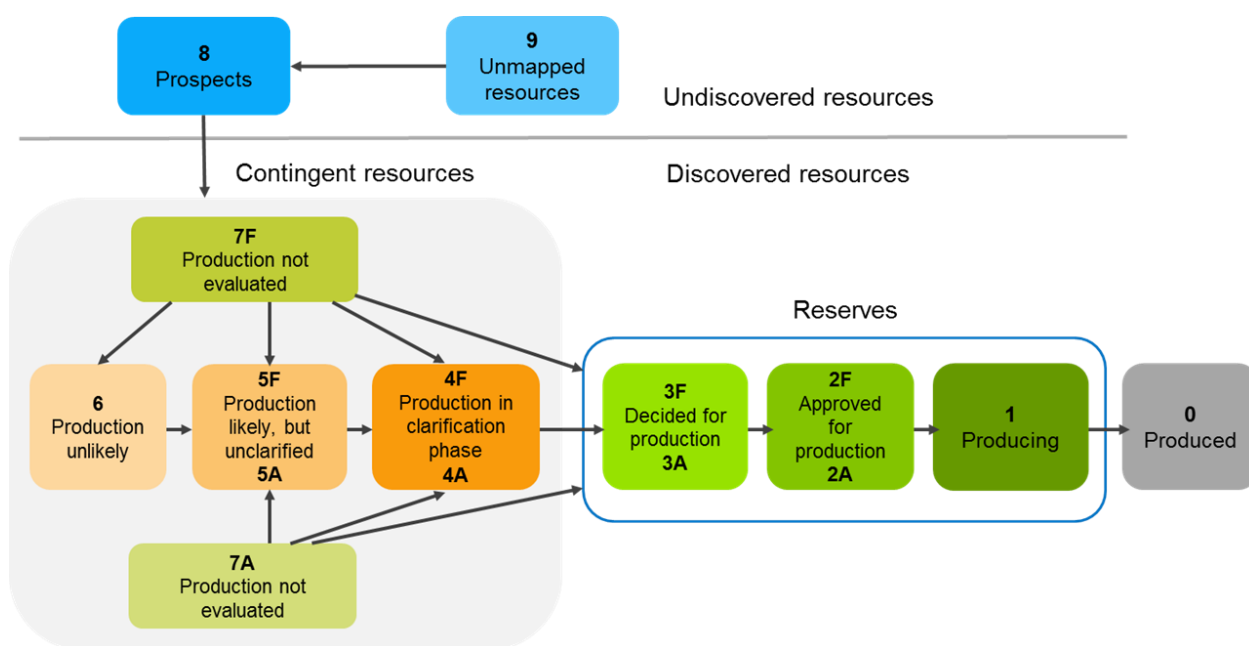 8
Prospects
9
Unmapped
resources
Undiscovered resources
Contingent resources
Discovered resources
7F
Production not
evaluated
Reserves
6
Production
unlikely
5F
Production
likely, but
unclarified
5A
4F
Production in
clarification
phase
4A
3F
Decided for
production
3A
2F
Approved
for
production
2A
1
Producing
0
Produced
7A
Production not
evaluated